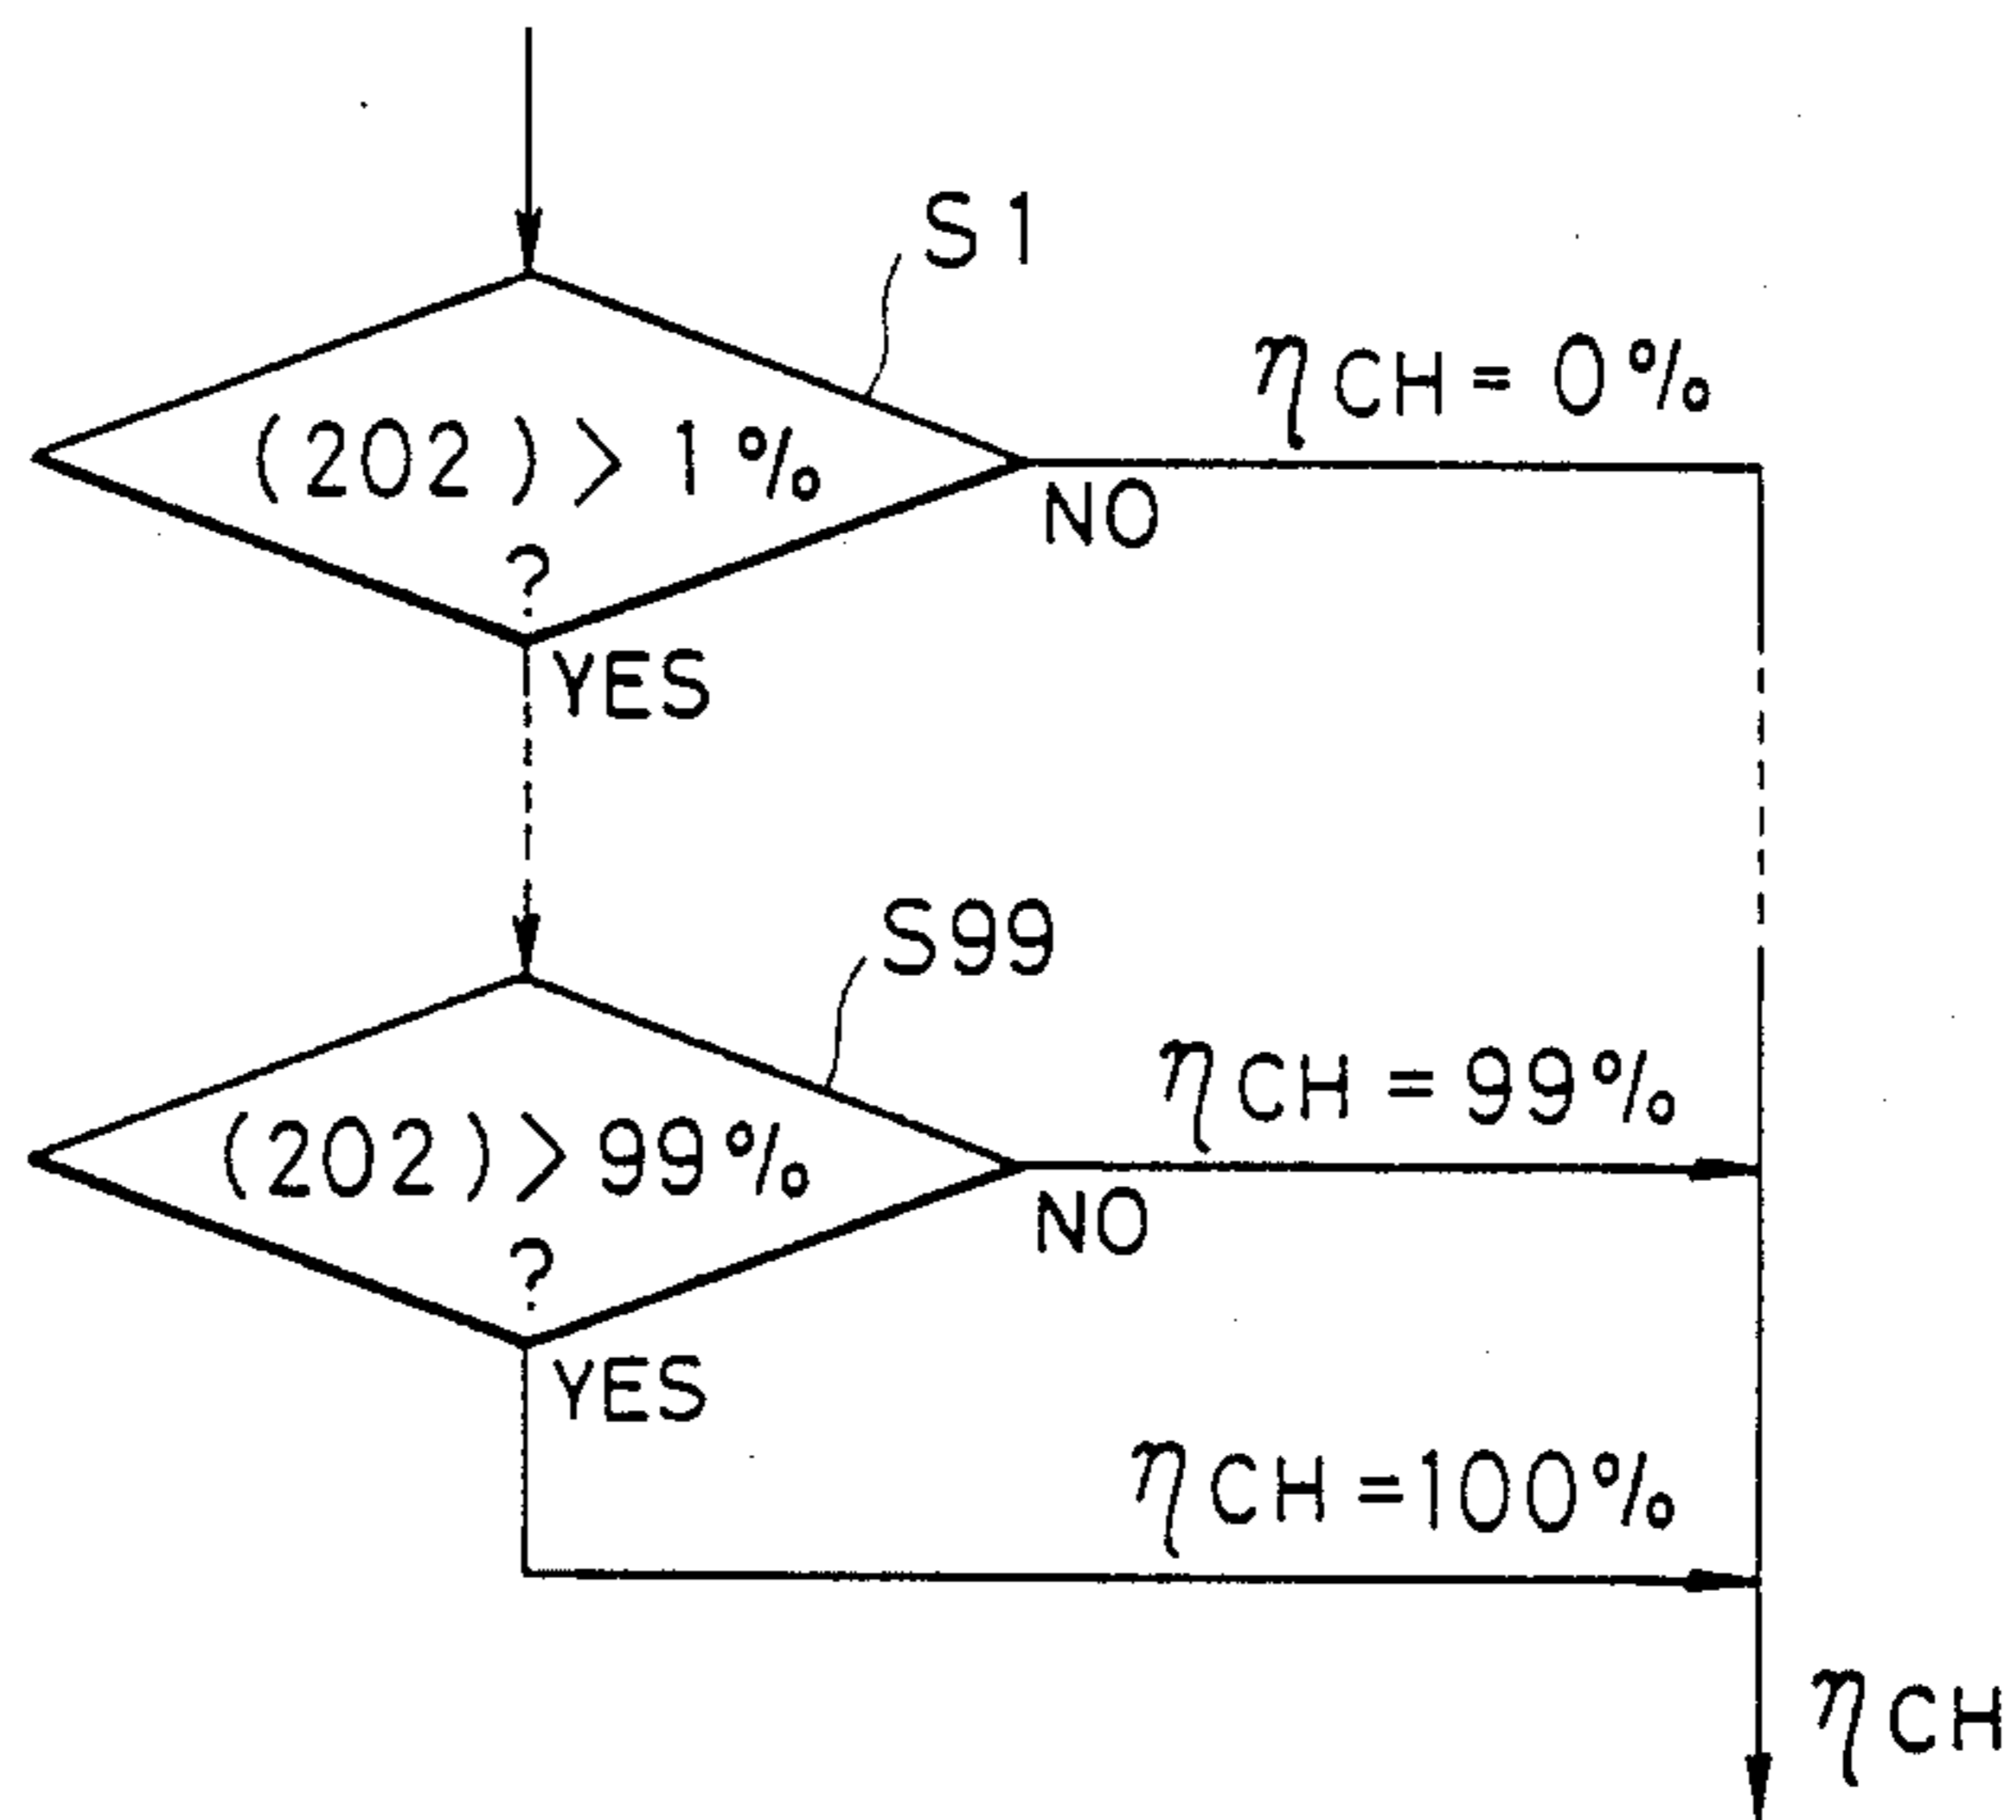 S1
ηCH = 0%
(202) > 1%
?
NO
YES
S99
ηCH = 99%
(202) > 99%
?
NO
YES
ηCH = 100%
ηCH